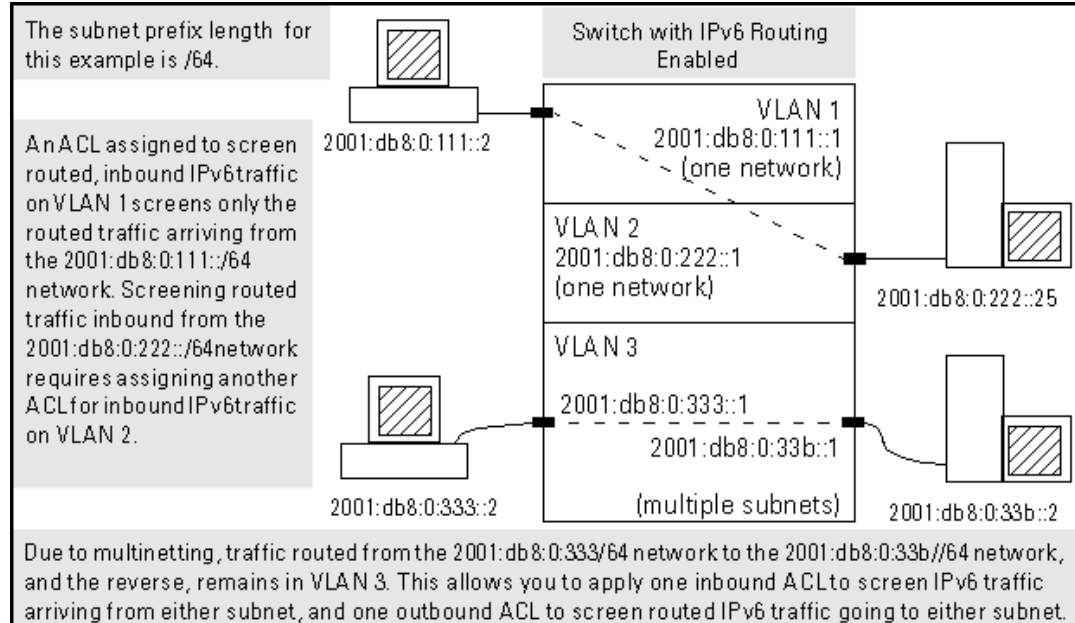 The subnet prefix length for
this example is /64.
Switch with IPv6 Routing
Enabled
An ACL assigned to screen
routed, inbound IPv6 traffic
on VLAN 1 screens only the
routed traffic arriving from
the 2001:db8:0:111::/64
network. Screening routed
traffic inbound from the
2001:db8:0:222::/64 network
requires assigning another
ACL for inbound IPv6 traffic
on VLAN 2.
2001:db8:0:111::2
VLAN 1
2001:db8:0:111::1
(one network)
VLAN 2
2001:db8:0:222::1
(one network)
2001:db8:0:222::25
VLAN 3
2001:db8:0:333::1
2001:db8:0:33b::1
(multiple subnets)
2001:db8:0:333::2
2001:db8:0:33b::2
Due to multinetting, traffic routed from the 2001:db8:0:333/64 network to the 2001:db8:0:33b//64 network,
and the reverse, remains in VLAN 3. This allows you to apply one inbound ACL to screen IPv6 traffic
arriving from either subnet, and one outbound ACL to screen routed IPv6 traffic going to either subnet.